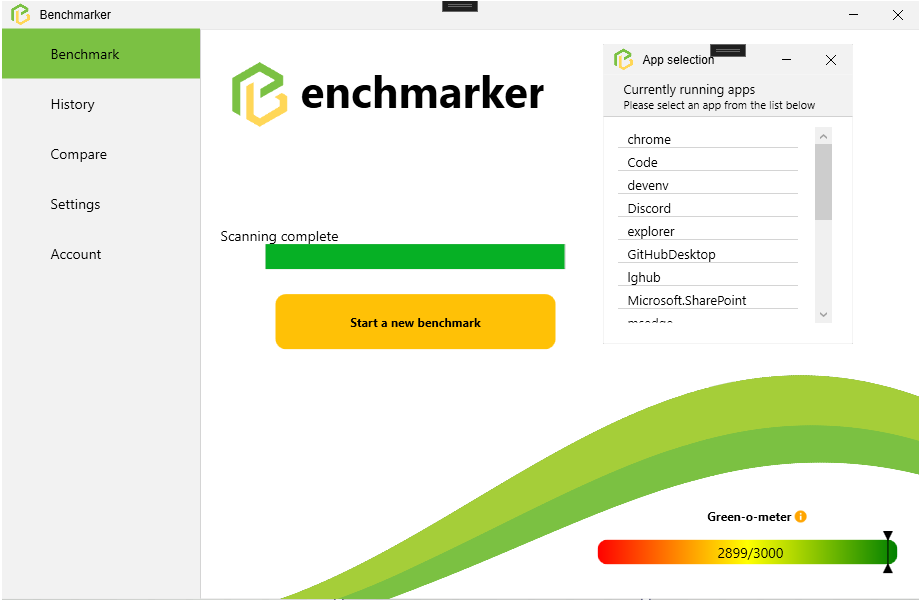 Benchmarker
Benchmark
History
Compare
Settings
Account
enchmarker
Scanning complete
Start a new benchmark
App selection
Currently running apps
Please select an app from the list below
chrome
Code
devenv
Discord
explorer
GitHubDesktop
lghub
Microsoft.SharePoint
msedge
Green-o-meter
2899/3000